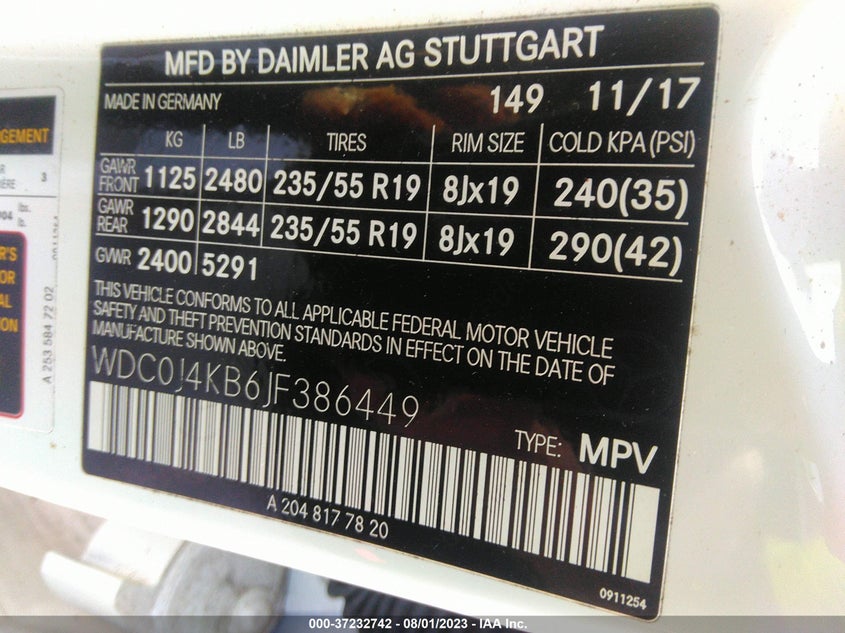 MFD BY DAIMLER AG STUTTGART
MADE IN GERMANY 149 11/17
KG LB TIRES RIM SIZE COLD KPA (PSI)
GAWR FRONT 1125 2480 235/55 R19 8Jx19 240(35)
GAWR REAR 1290 2844 235/55 R19 8Jx19 290(42)
GVWR 2400 5291
THIS VEHICLE CONFORMS TO ALL APPLICABLE FEDERAL MOTOR VEHICLE
SAFETY AND THEFT PREVENTION STANDARDS IN EFFECT ON THE DATE OF
MANUFACTURE SHOWN ABOVE.
WDC0J4KB6JF386449
TYPE: MPV
A 204 817 78 20
0911254
3
lbs.
lb.
A 253 584 72 02
000-37232742 - 08/01/2023 - IAA Inc.